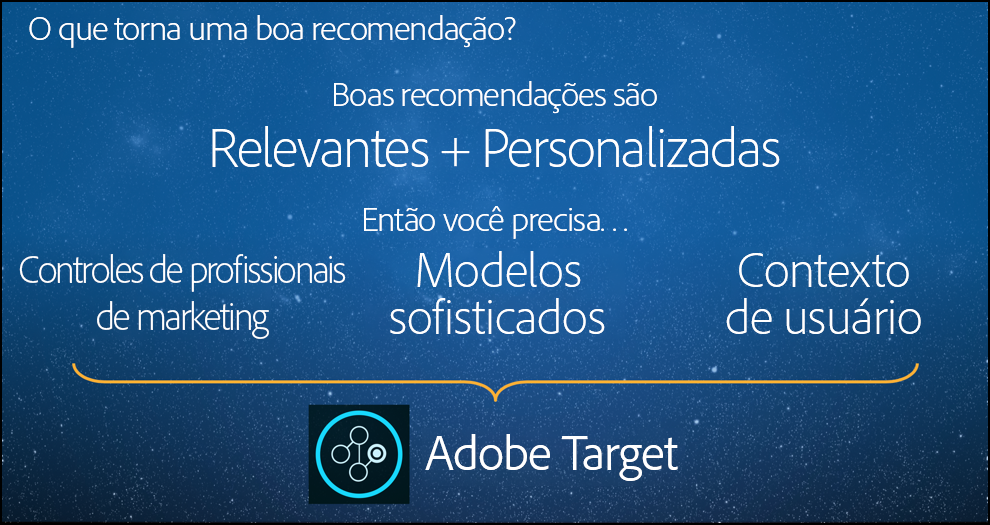 O que torna uma boa recomendação?
Boas recomendações são
Relevantes + Personalizadas
Então você precisa...
Controles de profissionais
de marketing
Modelos
sofisticados
Contexto
de usuário
Adobe Target